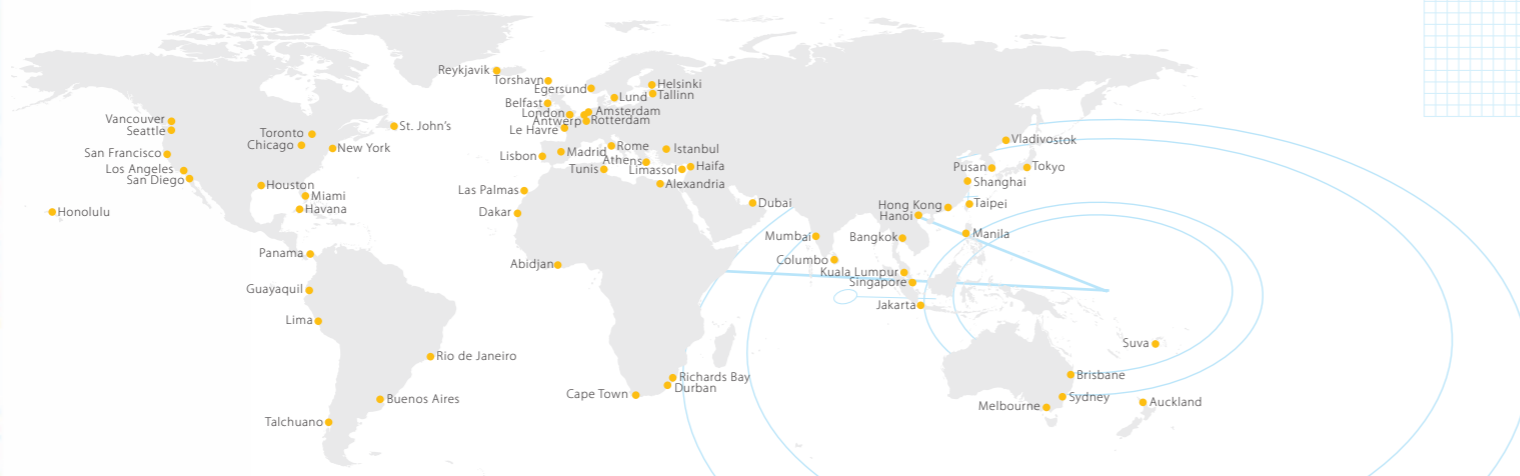 Reykjavik
Torshavn
Egersund
Helsinki
Tallinn
Lund
Belfast
London
Amsterdam
Antwerp
Rotterdam
Le Havre
Vancouver
Seattle
Toronto
Chicago
St. John's
New York
San Francisco
Los Angeles
San Diego
Houston
Miami
Havana
Honolulu
Lisbon
Madrid
Rome
Istanbul
Athens
Tunis
Limassol
Haifa
Alexandria
Las Palmas
Dakar
Dubai
Vladivostok
Pusan
Tokyo
Shanghai
Hong Kong
Taipei
Hanoi
Mumbai
Bangkok
Manila
Columbo
Kuala Lumpur
Singapore
Jakarta
Panama
Abidjan
Guayaquil
Lima
Rio de Janeiro
Buenos Aires
Talchuano
Cape Town
Richards Bay
Durban
Suva
Brisbane
Sydney
Melbourne
Auckland